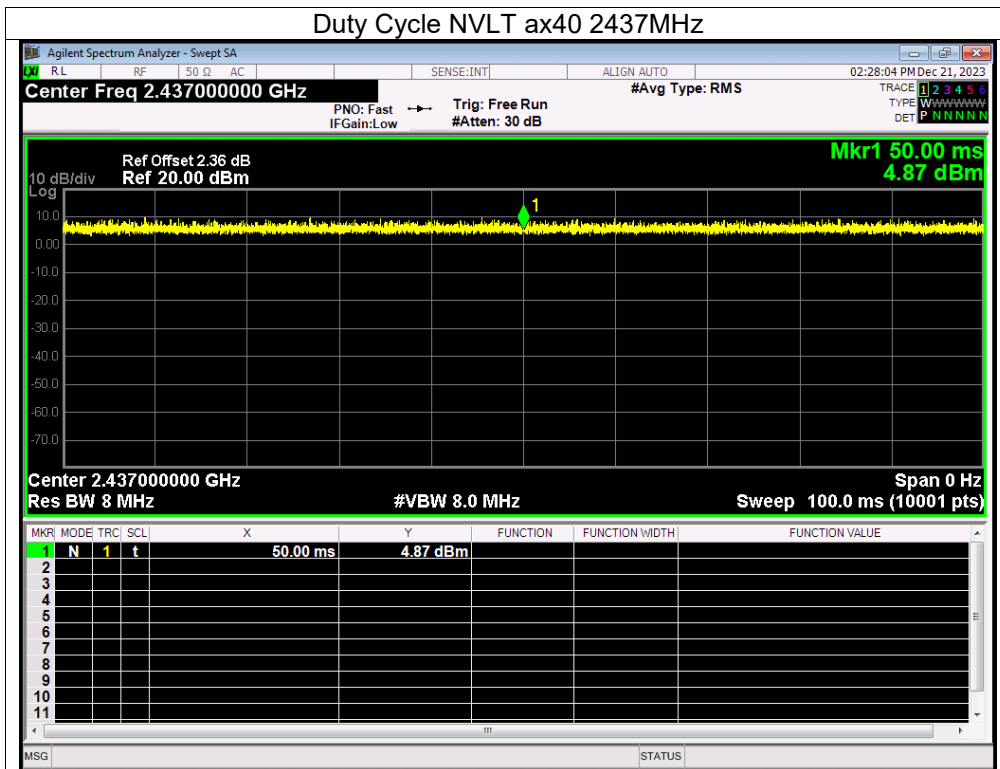 Duty Cycle NVLT ax40 2437MHz
Agilent Spectrum Analyzer - Swept SA
LXI RL RF 50 Ω AC SENSE:INT ALIGN AUTO 02:28:04 PM Dec 21, 2023
Center Freq 2.437000000 GHz #Avg Type: RMS TRACE 1 2 3 4 5 6
PNO: Fast Trig: Free Run TYPE WWWWWW
IFGain:Low #Atten: 30 dB DET P N N N N N
Mkr1 50.00 ms
Ref Offset 2.36 dB
10 dB/div Ref 20.00 dBm 4.87 dBm
Log
1
10.0
0.00
-10.0
-20.0
-30.0
-40.0
-50.0
-60.0
-70.0
Center 2.437000000 GHz Span 0 Hz
Res BW 8 MHz #VBW 8.0 MHz Sweep 100.0 ms (10001 pts)
MKR MODE TRC SCL X Y FUNCTION FUNCTION WIDTH FUNCTION VALUE
1 N 1 t 50.00 ms 4.87 dBm
2
3
4
5
6
7
8
9
10
11
MSG STATUS